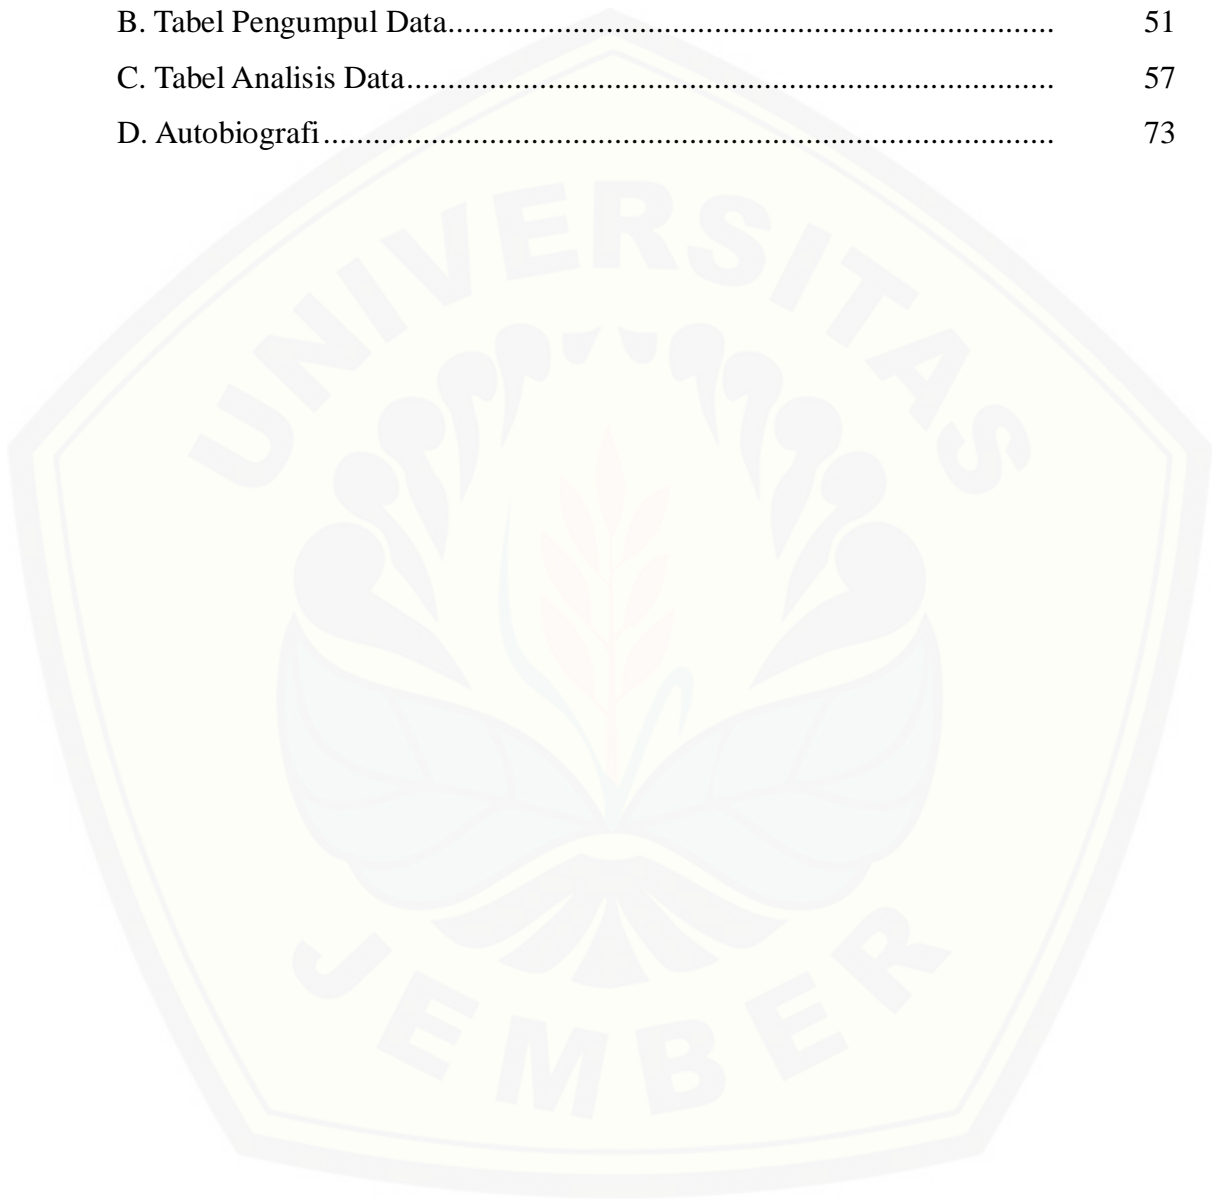 B. Tabel Pengumpul Data.......................................................................... 51
C. Tabel Analisis Data............................................................................... 57
D. Autobiografi......................................................................................... 73
UNIVERSITAS
JEMBER